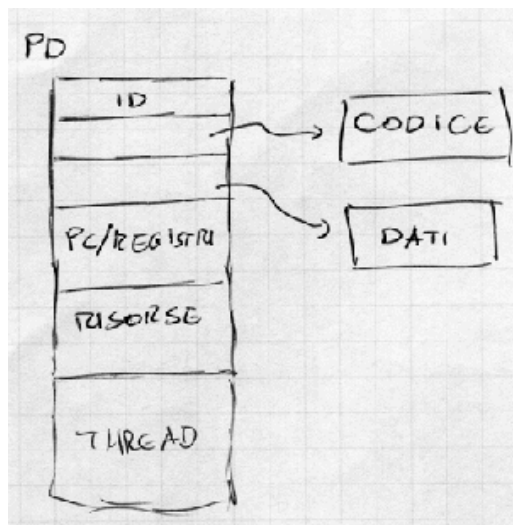 PD
ID
CODICE
DATI
PC/REGISTRI
RISORSE
THREAD